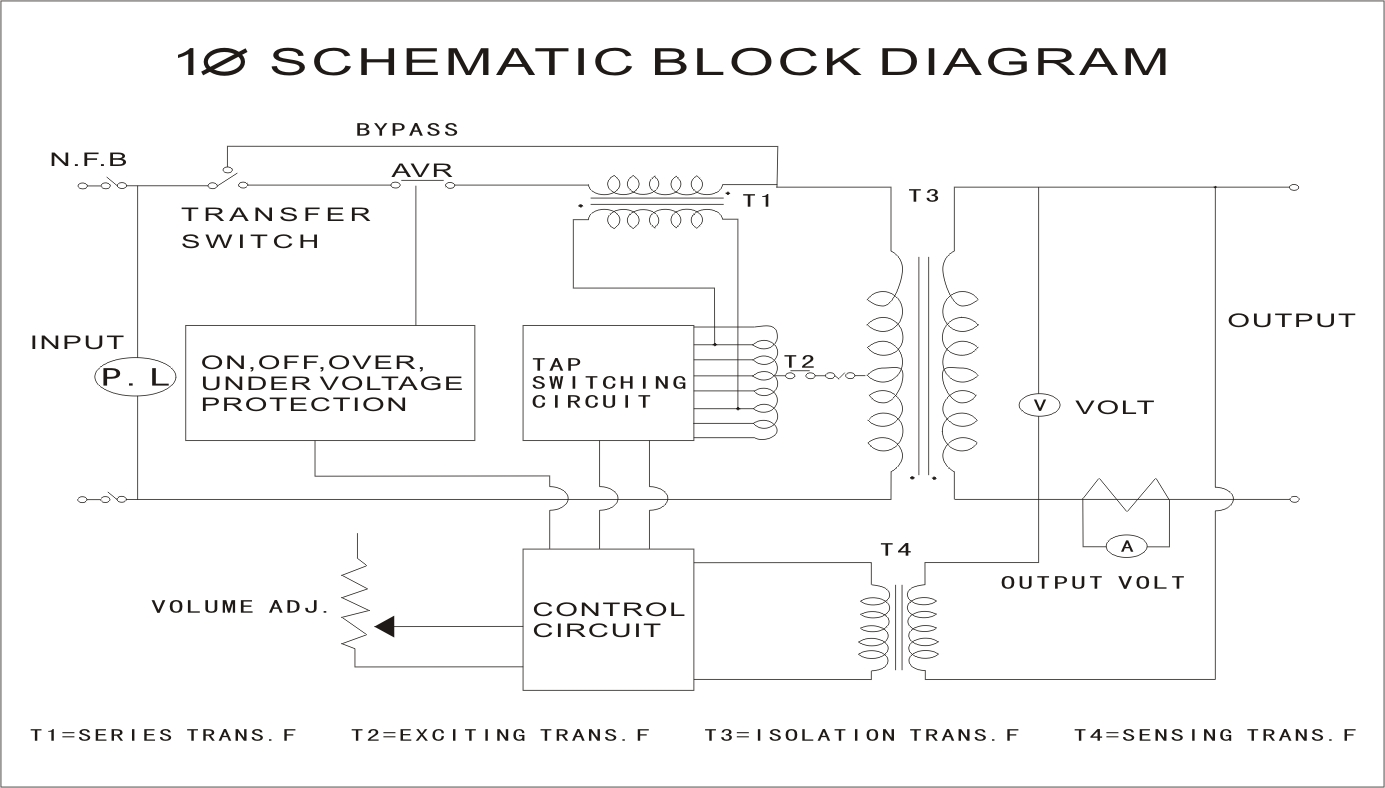 1Ø SCHEMATIC BLOCK DIAGRAM
BYPASS
N.F.B
AVR
T1
T3
TRANSFER
SWITCH
INPUT
P. L
ON,OFF,OVER,
UNDER VOLTAGE
PROTECTION
TAP
SWITCHING
CIRCUIT
T2
OUTPUT
V
VOLT
T4
A
OUTPUT VOLT
VOLUME ADJ.
CONTROL
CIRCUIT
T1=SERIES TRANS. F
T2=EXCITING TRANS. F
T3=ISOLATION TRANS. F
T4=SENSING TRANS. F